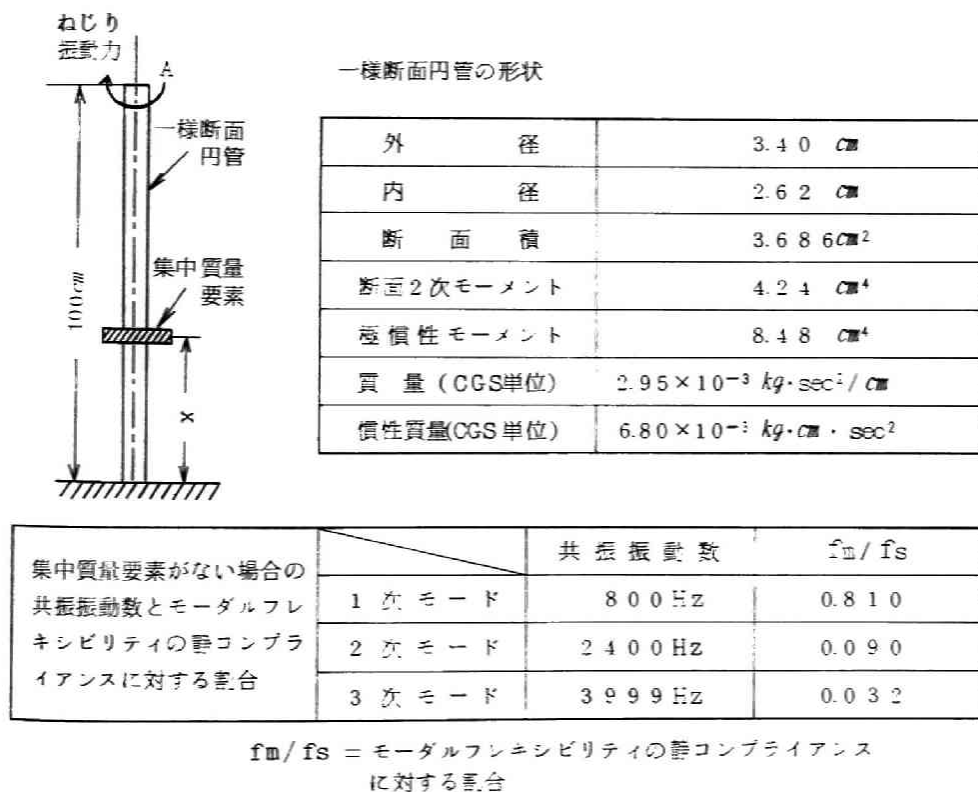 ねじり
振動力
A
一様断面
円管
集中質量
要素
100cm
x
一様断面円管の形状
外径 3.40 cm
内径 2.62 cm
断面積 3.686cm²
断面2次モーメント 4.24 cm⁴
極慣性モーメント 8.48 cm⁴
質量(CGS単位) 2.95×10⁻³ kg·sec²/cm
慣性質量(CGS単位) 6.80×10⁻³ kg·cm·sec²
集中質量要素がない場合の
共振振動数とモーダルフレ
キシビリティの静コンプラ
イアンスに対する割合
共振振動数 fm/fs
1次モード 800Hz 0.810
2次モード 2400Hz 0.090
3次モード 3999Hz 0.032
fm/fs = モーダルフレキシビリティの静コンプライアンス
に対する割合